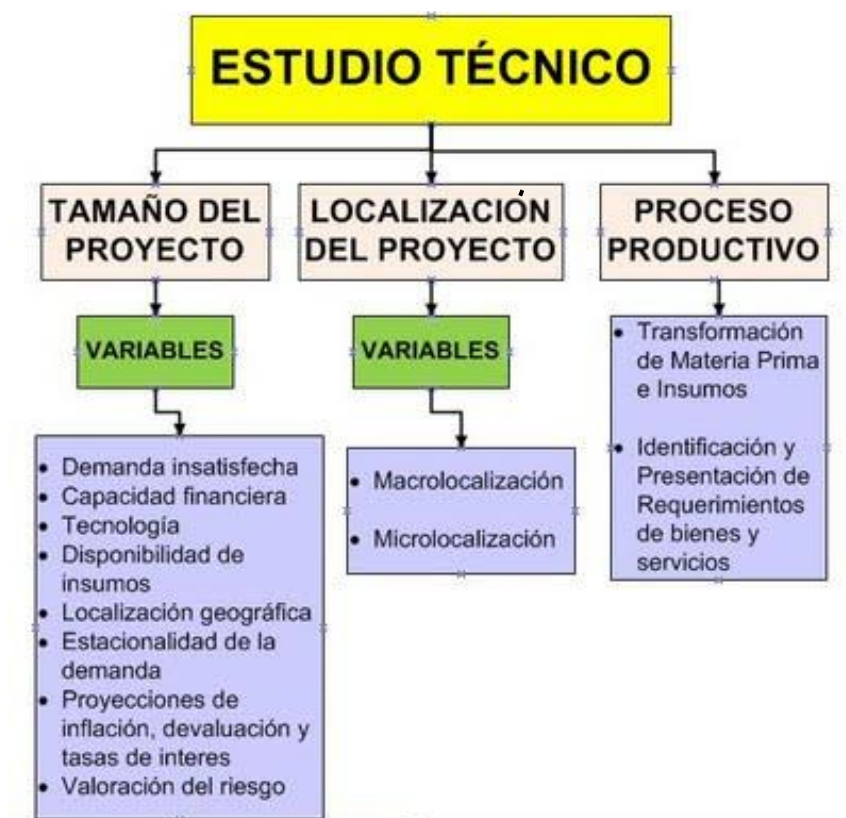 ESTUDIO TÉCNICO
TAMAÑO DEL
PROYECTO
VARIABLES
• Demanda insatisfecha
• Capacidad financiera
• Tecnología
• Disponibilidad de
insumos
• Localización geográfica
• Estacionalidad de la
demanda
• Proyecciones de
inflación, devaluación y
tasas de interes
• Valoración del riesgo
LOCALIZACIÓN
DEL PROYECTO
VARIABLES
• Macrolocalización
• Microlocalización
PROCESO
PRODUCTIVO
• Transformación
de Materia Prima
e Insumos
• Identificación y
Presentación de
Requerimientos
de bienes y
servicios